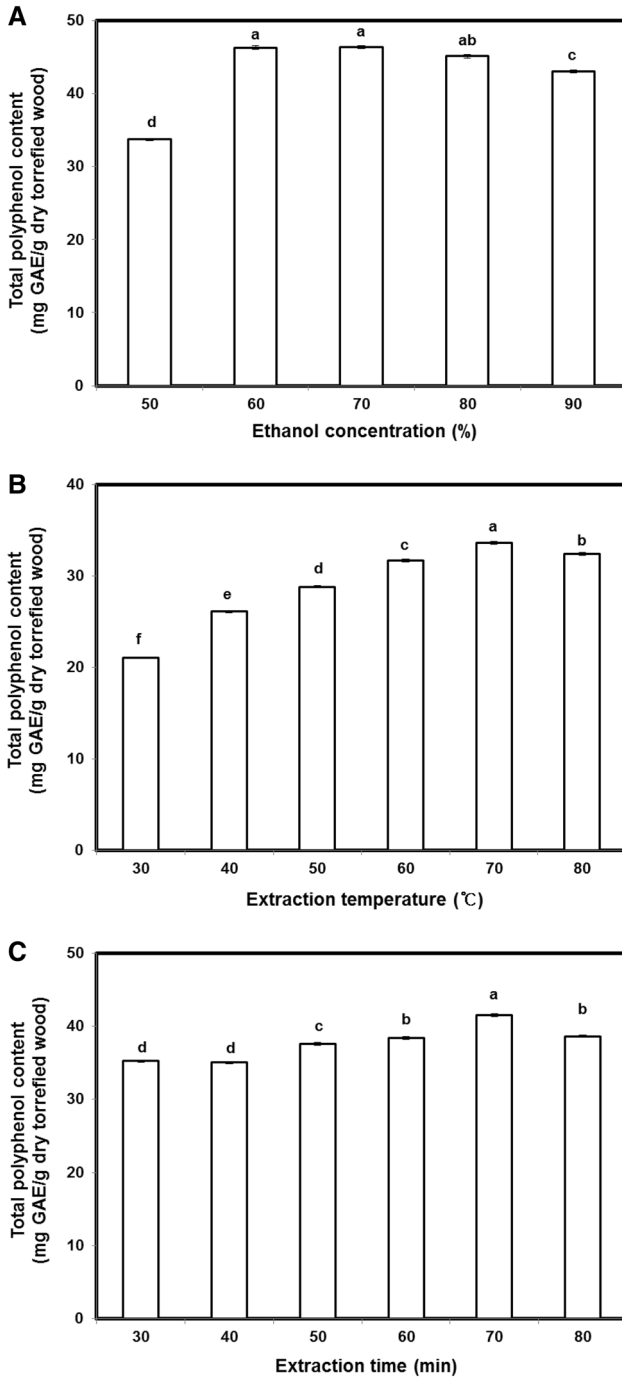 A
Total polyphenol content
(mg GAE/g dry torrefied wood)
50
40
30
20
10
0
d
a
a
ab
c
50 60 70 80 90
Ethanol concentration (%)
B
Total polyphenol content
(mg GAE/g dry torrefied wood)
40
30
20
10
0
f
e
d
c
a
b
30 40 50 60 70 80
Extraction temperature (℃)
C
Total polyphenol content
(mg GAE/g dry torrefied wood)
50
40
30
20
10
0
d
d
c
b
a
b
30 40 50 60 70 80
Extraction time (min)